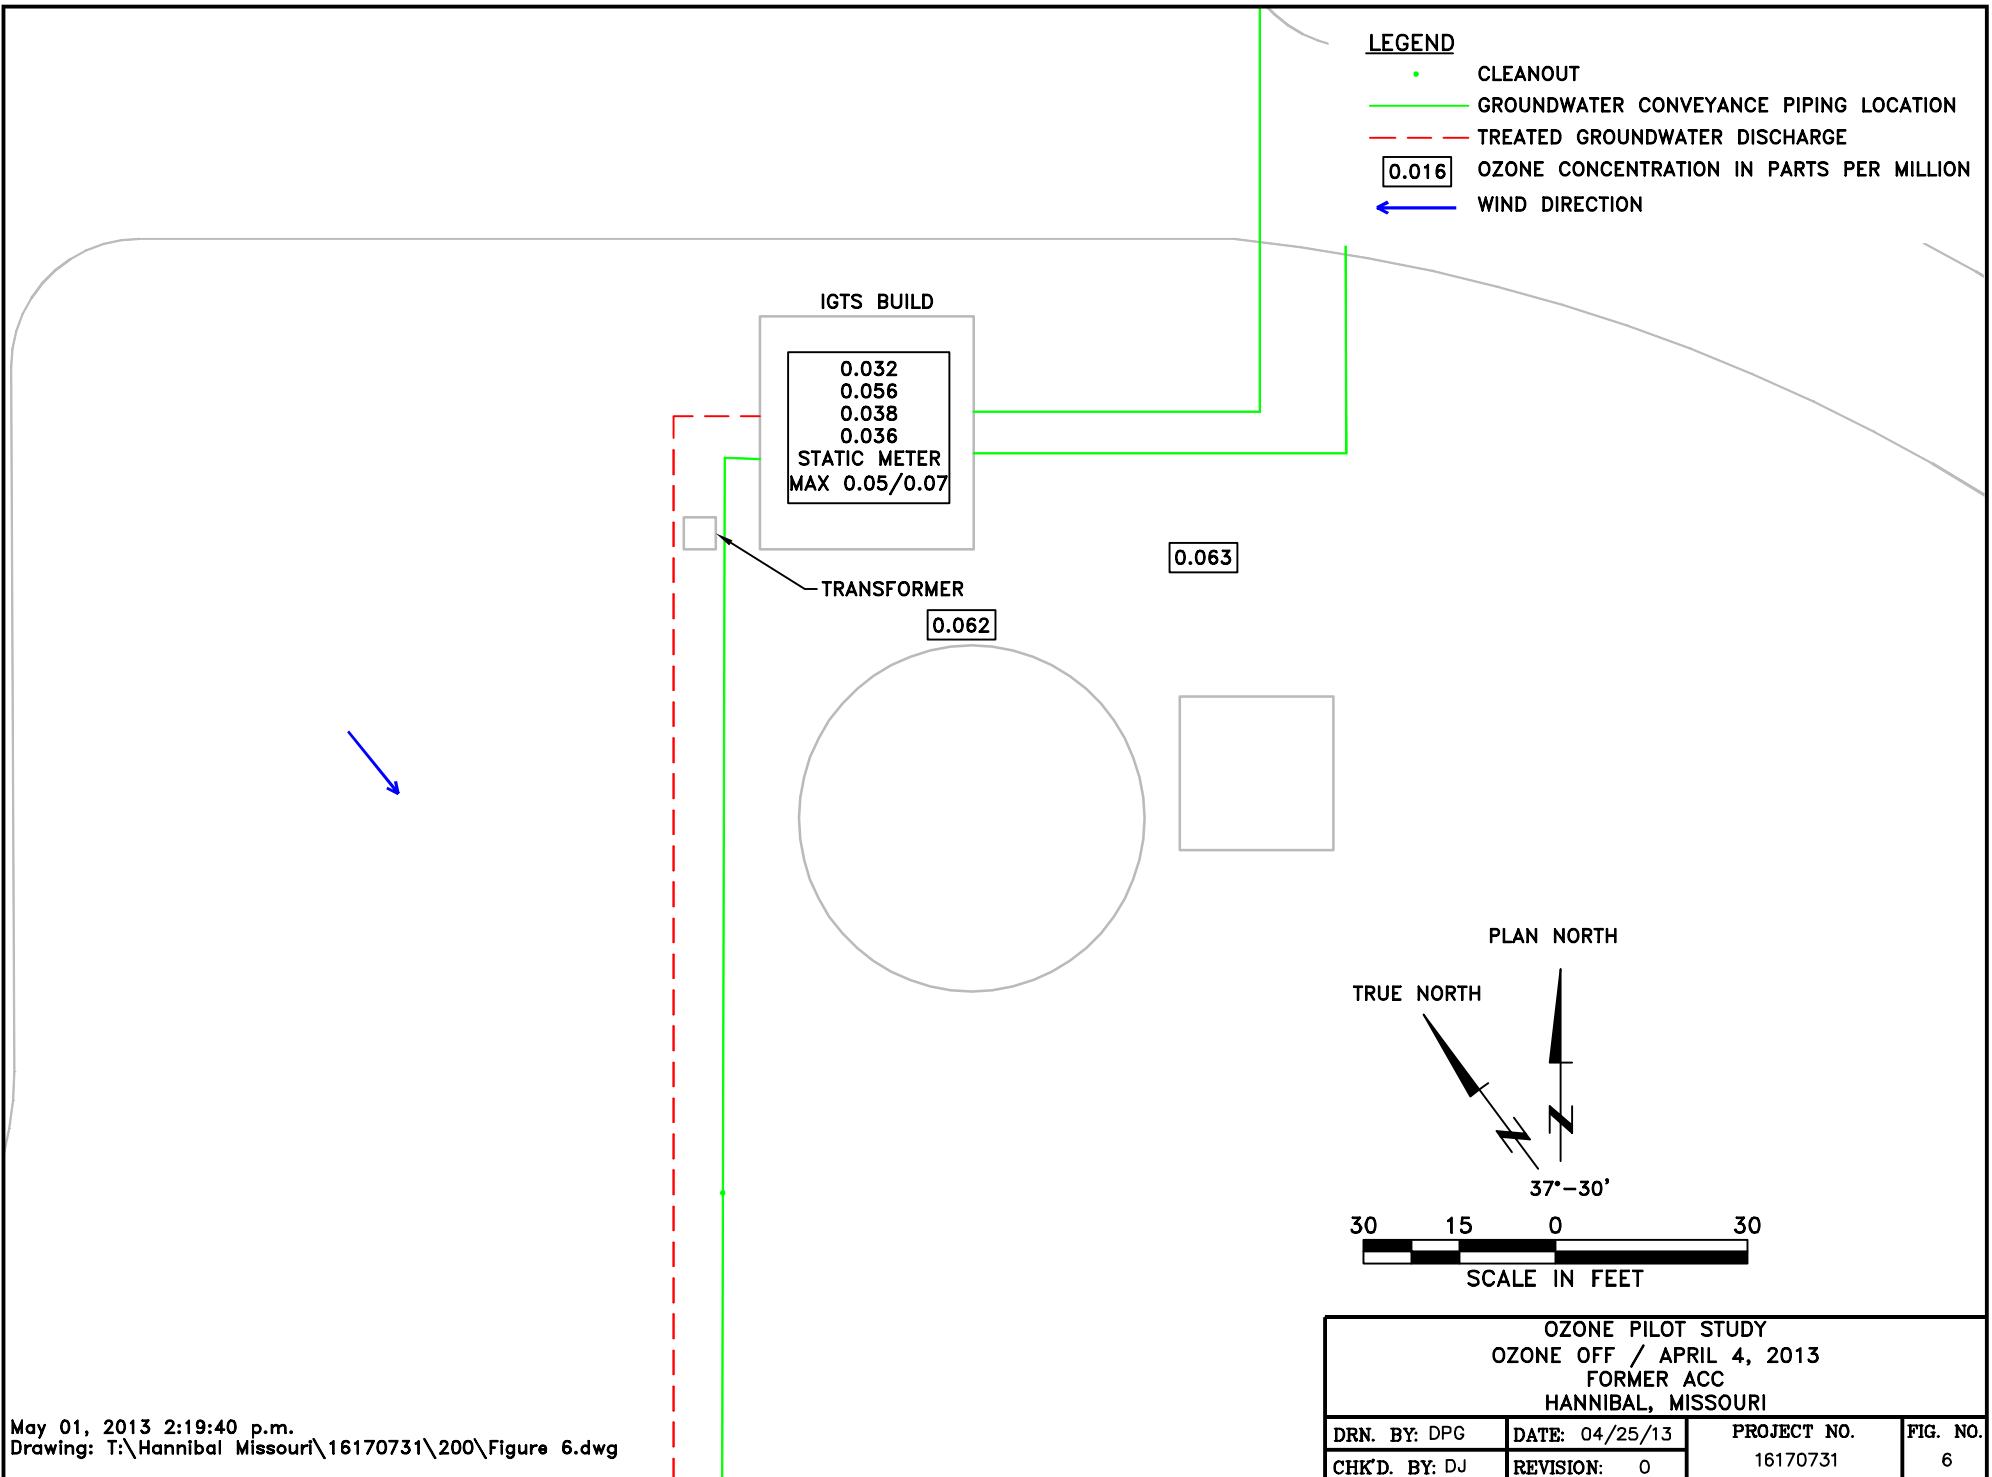 LEGEND
CLEANOUT
GROUNDWATER CONVEYANCE PIPING LOCATION
TREATED GROUNDWATER DISCHARGE
0.016 OZONE CONCENTRATION IN PARTS PER MILLION
WIND DIRECTION
IGTS BUILD
0.032
0.056
0.038
0.036
STATIC METER
MAX 0.05/0.07
0.063
TRANSFORMER
0.062
PLAN NORTH
TRUE NORTH
N N
37°-30'
30 15 0 30
SCALE IN FEET
OZONE PILOT STUDY
OZONE OFF / APRIL 4, 2013
FORMER ACC
HANNIBAL, MISSOURI
DRN. BY: DPG DATE: 04/25/13 PROJECT NO. FIG. NO.
CHK'D. BY: DJ REVISION: 0 16170731 6
May 01, 2013 2:19:40 p.m.
Drawing: T:\Hannibal Missouri\16170731\200\Figure 6.dwg